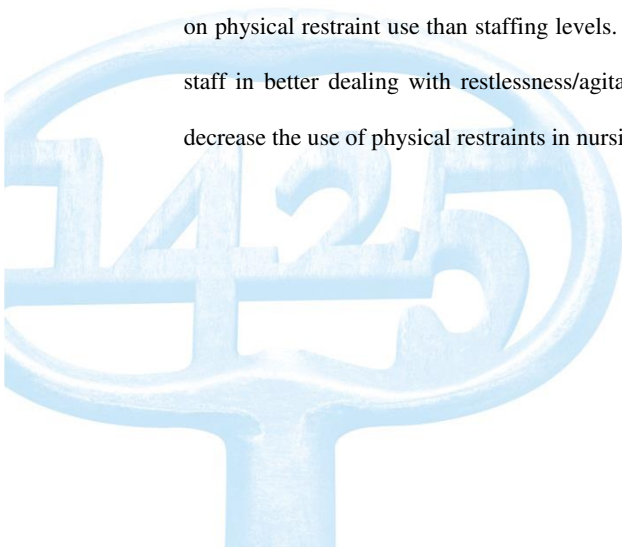 on physical restraint use than staffing levels.
staff in better dealing with restlessness/agita
decrease the use of physical restraints in nursi
1425